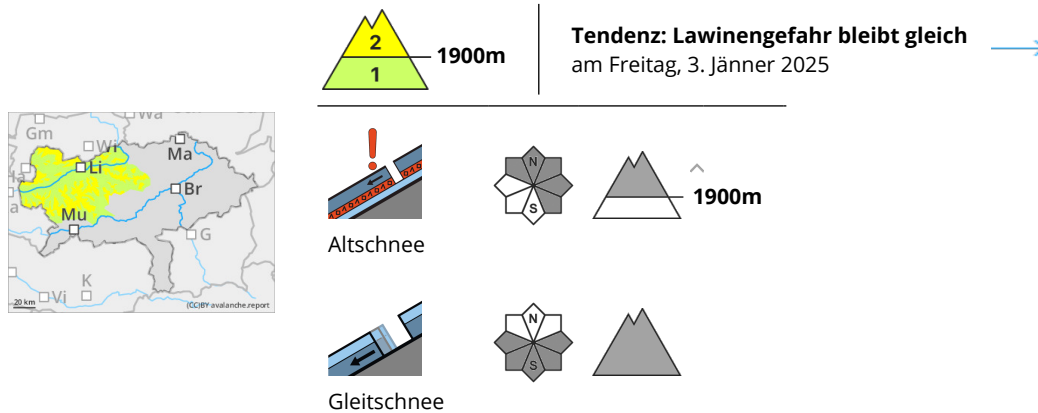 2
1
1900m
Tendenz: Lawinengefahr bleibt gleich
am Freitag, 3. Jänner 2025
Wa
Gm
Wi
Ma
Li
Br
Mu
G
K
Vi
20 km
(CC)BY avalanche.report
N
S
1900m
Altschnee
N
S
Gleitschnee